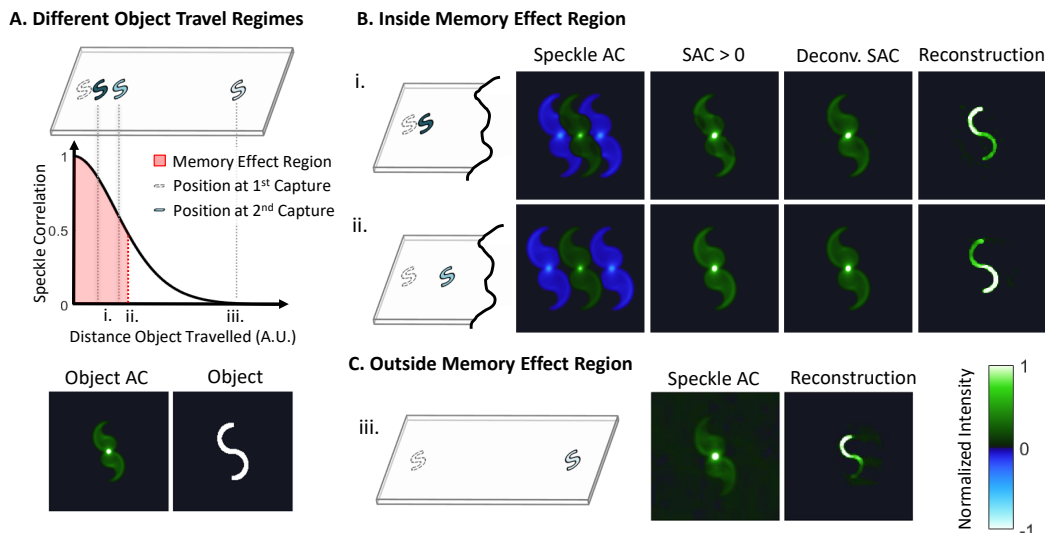 A. Different Object Travel Regimes
Speckle Correlation
1
0.5
0
Memory Effect Region
Position at 1st Capture
Position at 2nd Capture
i.
ii.
iii.
Distance Object Travelled (A.U.)
Object AC
Object
B. Inside Memory Effect Region
Speckle AC
SAC > 0
Deconv. SAC
Reconstruction
i.
ii.
C. Outside Memory Effect Region
Speckle AC
Reconstruction
iii.
Normalized Intensity
1
0
-1